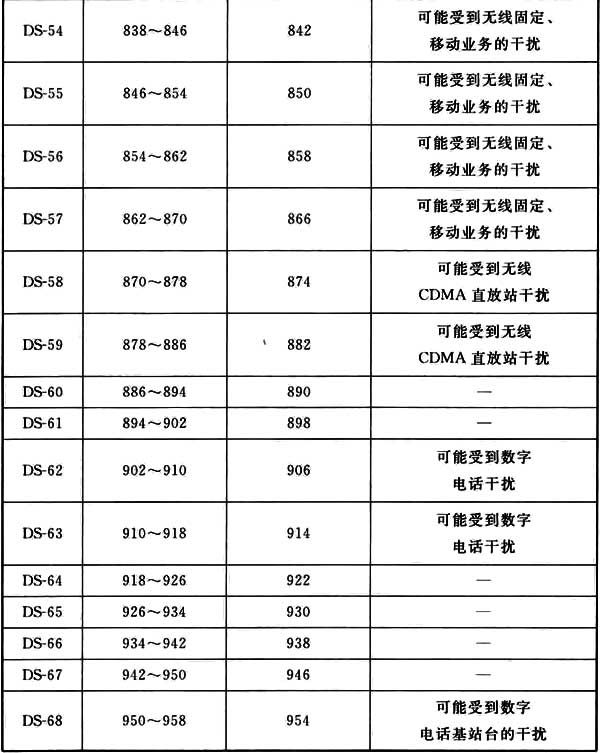 DS-54 838～846 842 可能受到无线固定、
移动业务的干扰
DS-55 846～854 850 可能受到无线固定、
移动业务的干扰
DS-56 854～862 858 可能受到无线固定、
移动业务的干扰
DS-57 862～870 866 可能受到无线固定、
移动业务的干扰
DS-58 870～878 874 可能受到无线
CDMA 直放站干扰
DS-59 878～886 882 可能受到无线
CDMA 直放站干扰
DS-60 886～894 890 —
DS-61 894～902 898 —
DS-62 902～910 906 可能受到数字
电话干扰
DS-63 910～918 914 可能受到数字
电话干扰
DS-64 918～926 922 —
DS-65 926～934 930 —
DS-66 934～942 938 —
DS-67 942～950 946 —
DS-68 950～958 954 可能受到数字
电话基站台的干扰